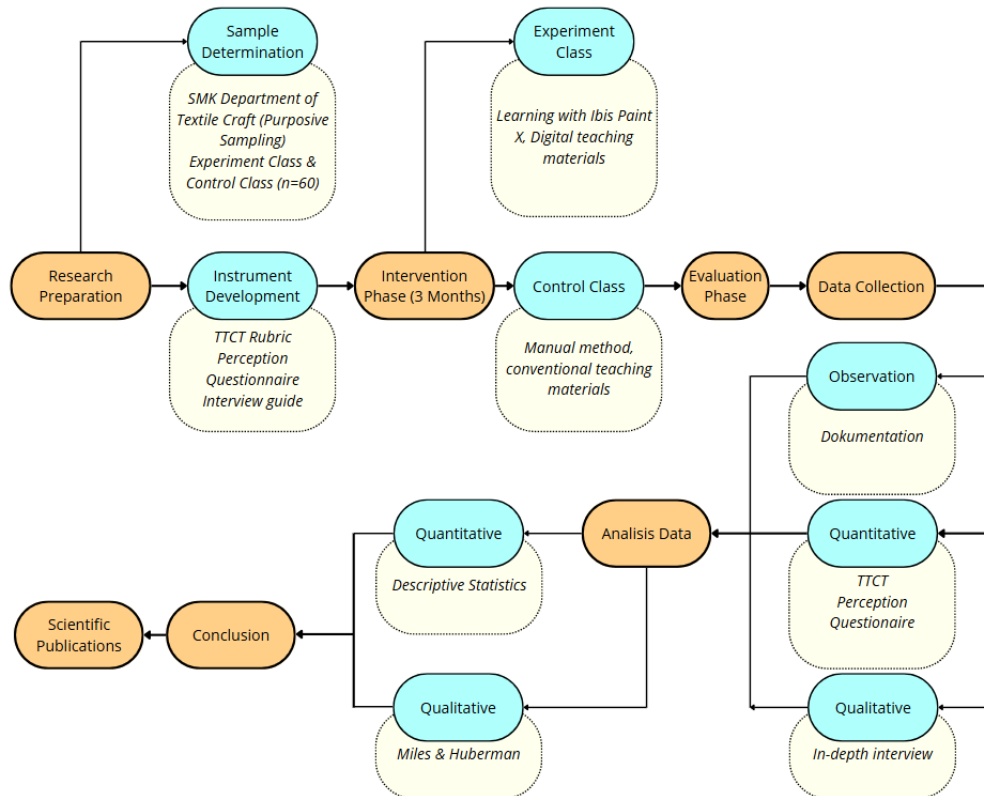 Sample
Determination
SMK Department of
Textile Craft (Purposive
Sampling)
Experiment Class &
Control Class (n=60)
Experiment
Class
Learning with Ibis Paint
X, Digital teaching
materials
Research
Preparation
Instrument
Development
TTCT Rubric
Perception
Questionnaire
Interview guide
Intervention
Phase (3 Months)
Control Class
Manual method,
conventional teaching
materials
Evaluation
Phase
Data Collection
Observation
Dokumentation
Quantitative
TTCT
Perception
Questionaire
Qualitative
In-depth interview
Analisis Data
Quantitative
Descriptive Statistics
Qualitative
Miles & Huberman
Conclusion
Scientific
Publications